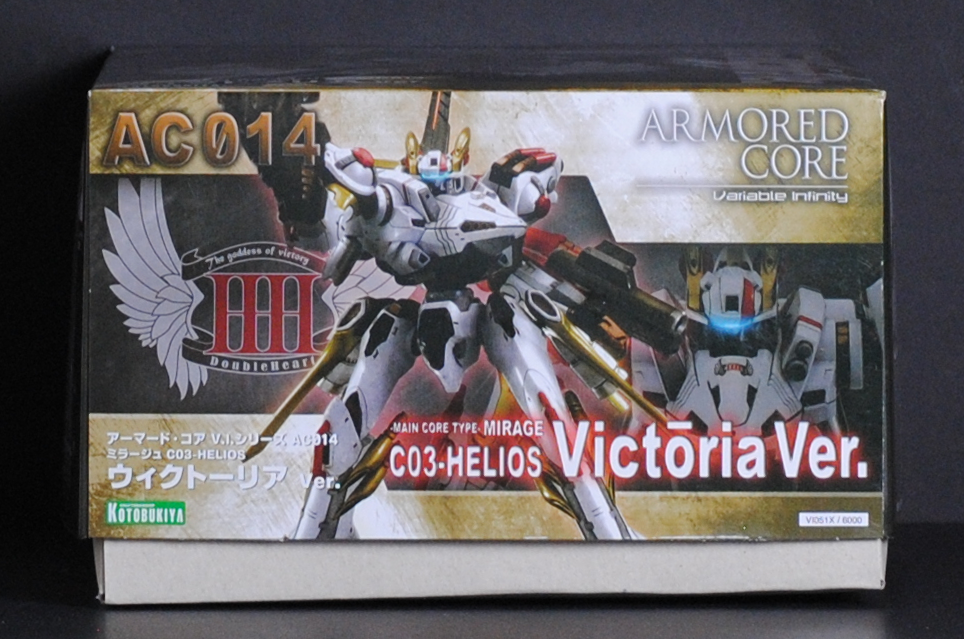 AC014
ARMORED
CORE
Variable Infinity
The goddess of victory
DoubleHeart
アーマード・コア V.I.シリーズ AC014
ミラージュ C03-HELIOS
ウィクトーリア Ver.
-MAIN CORE TYPE- MIRAGE
C03-HELIOS Victōria Ver.
KOTOBUKIYA
VI051X / 6000